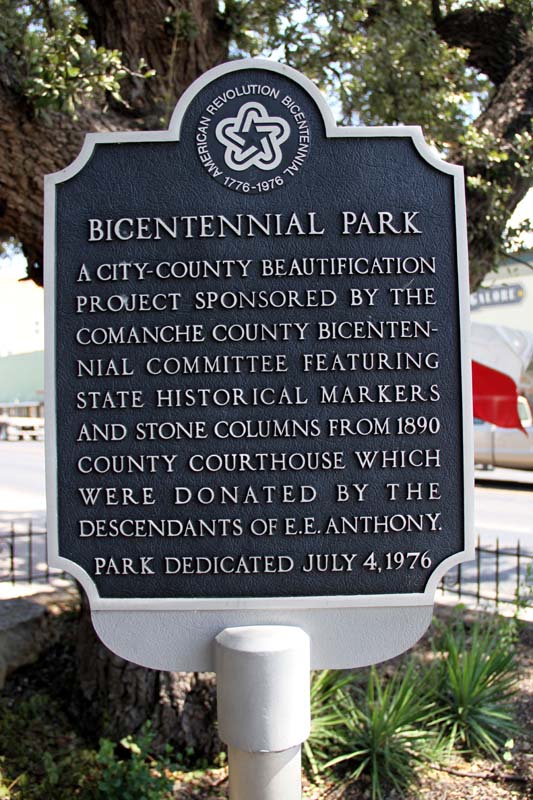 AMERICAN REVOLUTION BICENTENNIAL
1776-1976
BICENTENNIAL PARK
A CITY-COUNTY BEAUTIFICATION
PROJECT SPONSORED BY THE
COMANCHE COUNTY BICENTEN-
NIAL COMMITTEE FEATURING
STATE HISTORICAL MARKERS
AND STONE COLUMNS FROM 1890
COUNTY COURTHOUSE WHICH
WERE DONATED BY THE
DESCENDANTS OF E.E. ANTHONY.
PARK DEDICATED JULY 4, 1976